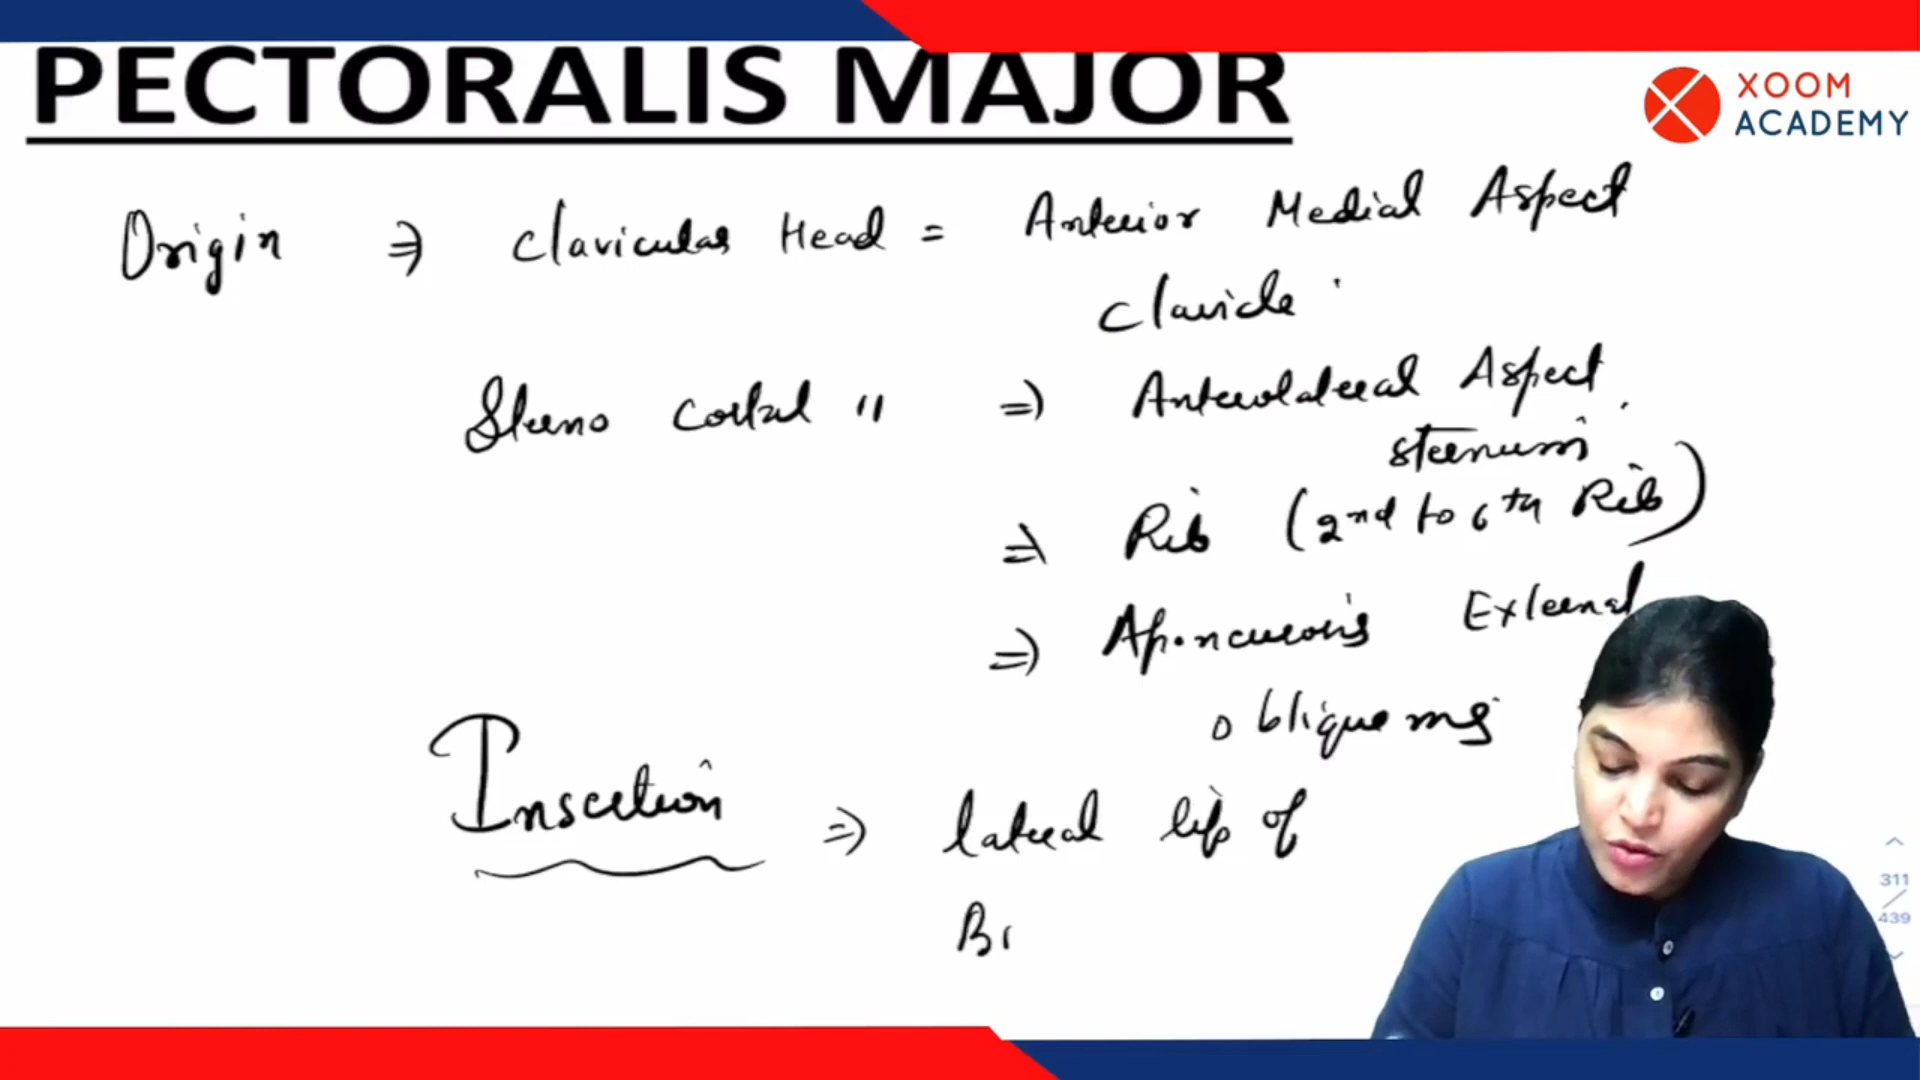 PECTORALIS MAJOR
XOOM
ACADEMY
Origin ⇒ Clavicular Head = Anterior Medial Aspect
Clavicle
Sterno Costal " ⇒ Anterolateral Aspect
sternum
⇒ Rib (2nd to 6th Rib)
⇒ Aponeurosis External
oblique ms
Insertion ⇒ lateral lip of
Bi
311
439